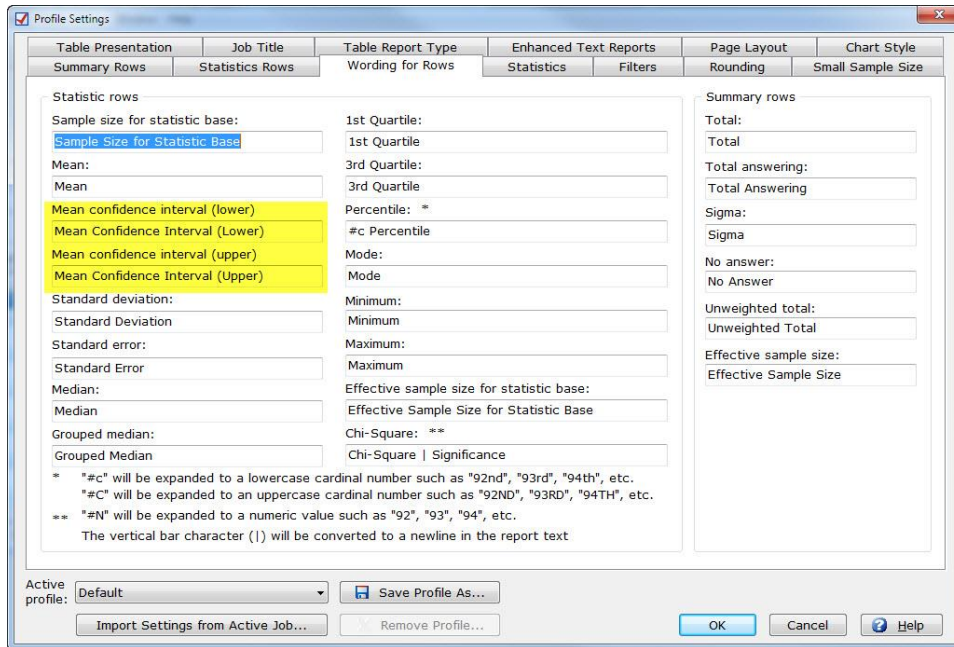 Profile Settings
Table Presentation
Job Title
Table Report Type
Enhanced Text Reports
Page Layout
Chart Style
Summary Rows
Statistics Rows
Wording for Rows
Statistics
Filters
Rounding
Small Sample Size
Statistic rows
Sample size for statistic base:
Sample Size for Statistic Base
Mean:
Mean
Mean confidence interval (lower)
Mean Confidence Interval (Lower)
Mean confidence interval (upper)
Mean Confidence Interval (Upper)
Standard deviation:
Standard Deviation
Standard error:
Standard Error
Median:
Median
Grouped median:
Grouped Median
1st Quartile:
1st Quartile
3rd Quartile:
3rd Quartile
Percentile: *
#c Percentile
Mode:
Mode
Minimum:
Minimum
Maximum:
Maximum
Effective sample size for statistic base:
Effective Sample Size for Statistic Base
Chi-Square: **
Chi-Square | Significance
* "#c" will be expanded to a lowercase cardinal number such as "92nd", "93rd", "94th", etc.
"#C" will be expanded to an uppercase cardinal number such as "92ND", "93RD", "94TH", etc.
** "#N" will be expanded to a numeric value such as "92", "93", "94", etc.
The vertical bar character (|) will be converted to a newline in the report text
Summary rows
Total:
Total
Total answering:
Total Answering
Sigma:
Sigma
No answer:
No Answer
Unweighted total:
Unweighted Total
Effective sample size:
Effective Sample Size
Active
profile:
Default
Save Profile As...
Import Settings from Active Job...
Remove Profile...
OK
Cancel
Help